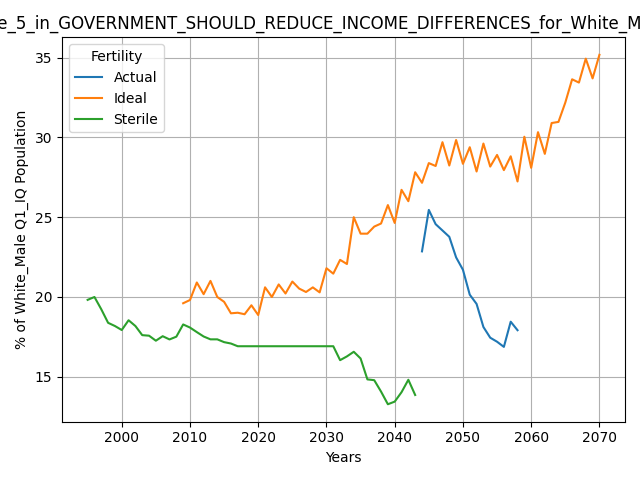 e_5_in_GOVERNMENT_SHOULD_REDUCE_INCOME_DIFFERENCES_for_White_M
Fertility
Actual
Ideal
Sterile
% of White_Male Q1_IQ Population
35
30
25
20
15
2000 2010 2020 2030 2040 2050 2060 2070
Years